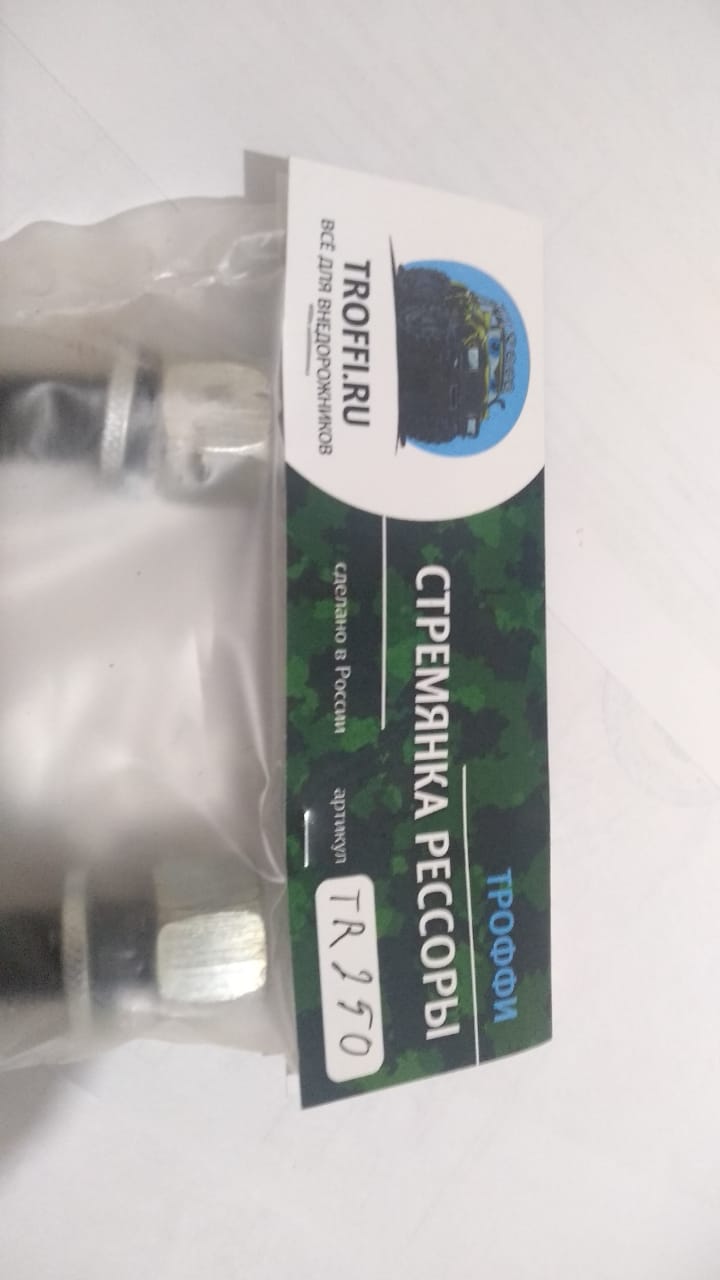 TROFFI.RU
ВСЁ ДЛЯ ВНЕДОРОЖНИКОВ
ТРОФФИ
СТРЕМЯНКА РЕССОРЫ
сделано в России
артикул
TR 250